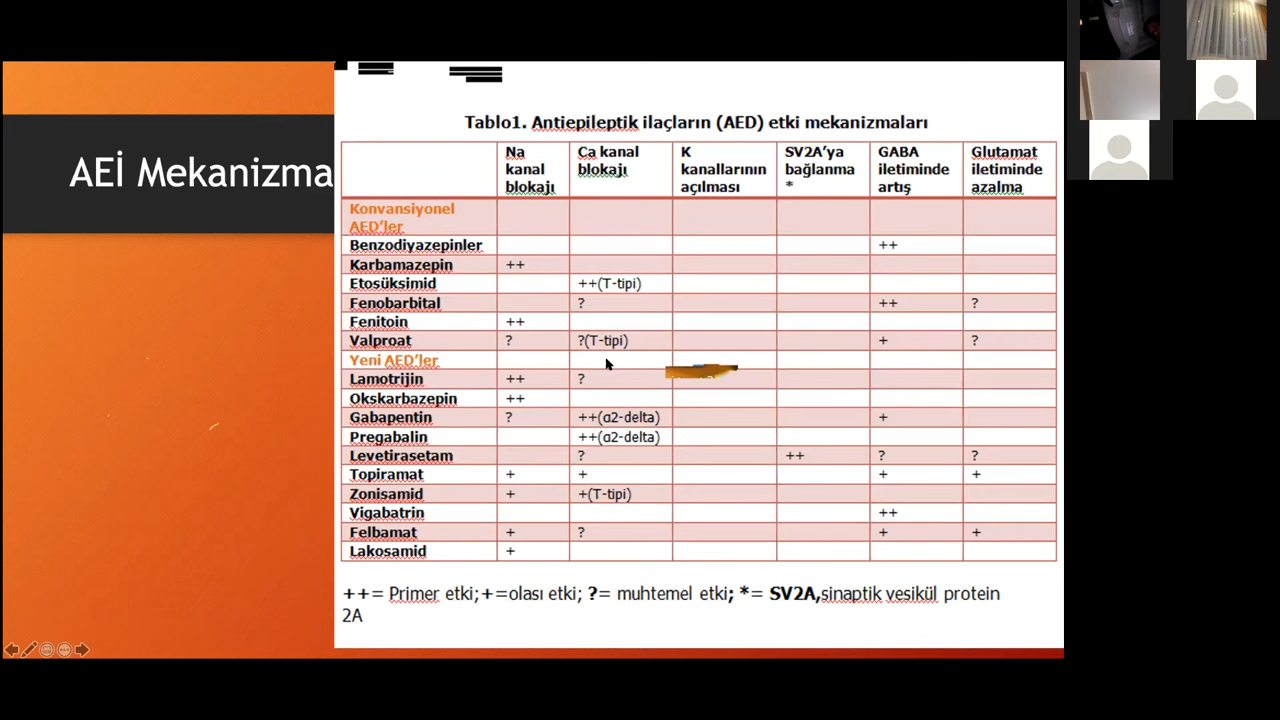 AEİ Mekanizma
Tablo1. Antiepileptik ilaçların (AED) etki mekanizmaları
Na kanal blokajı	Ca kanal blokajı	K kanallarının açılması	SV2A’ya bağlanma *	GABA iletiminde artış	Glutamat iletiminde azalma
Konvansiyonel AED’ler
Benzodiyazepinler ++
Karbamazepin ++
Etosüksimid ++(T-tipi)
Fenobarbital ? ++ ?
Fenitoin ++
Valproat ? ?(T-tipi) + ?
Yeni AED’ler
Lamotrijin ++ ?
Okskarbazepin ++
Gabapentin ? ++(α2-delta) +
Pregabalin ++(α2-delta)
Levetirasetam ? ++ ? ?
Topiramat + + + +
Zonisamid + +(T-tipi)
Vigabatrin ++
Felbamat + ? + +
Lakosamid +
++= Primer etki;+=olası etki; ?= muhtemel etki; *= SV2A,sinaptik vesikül protein
2A